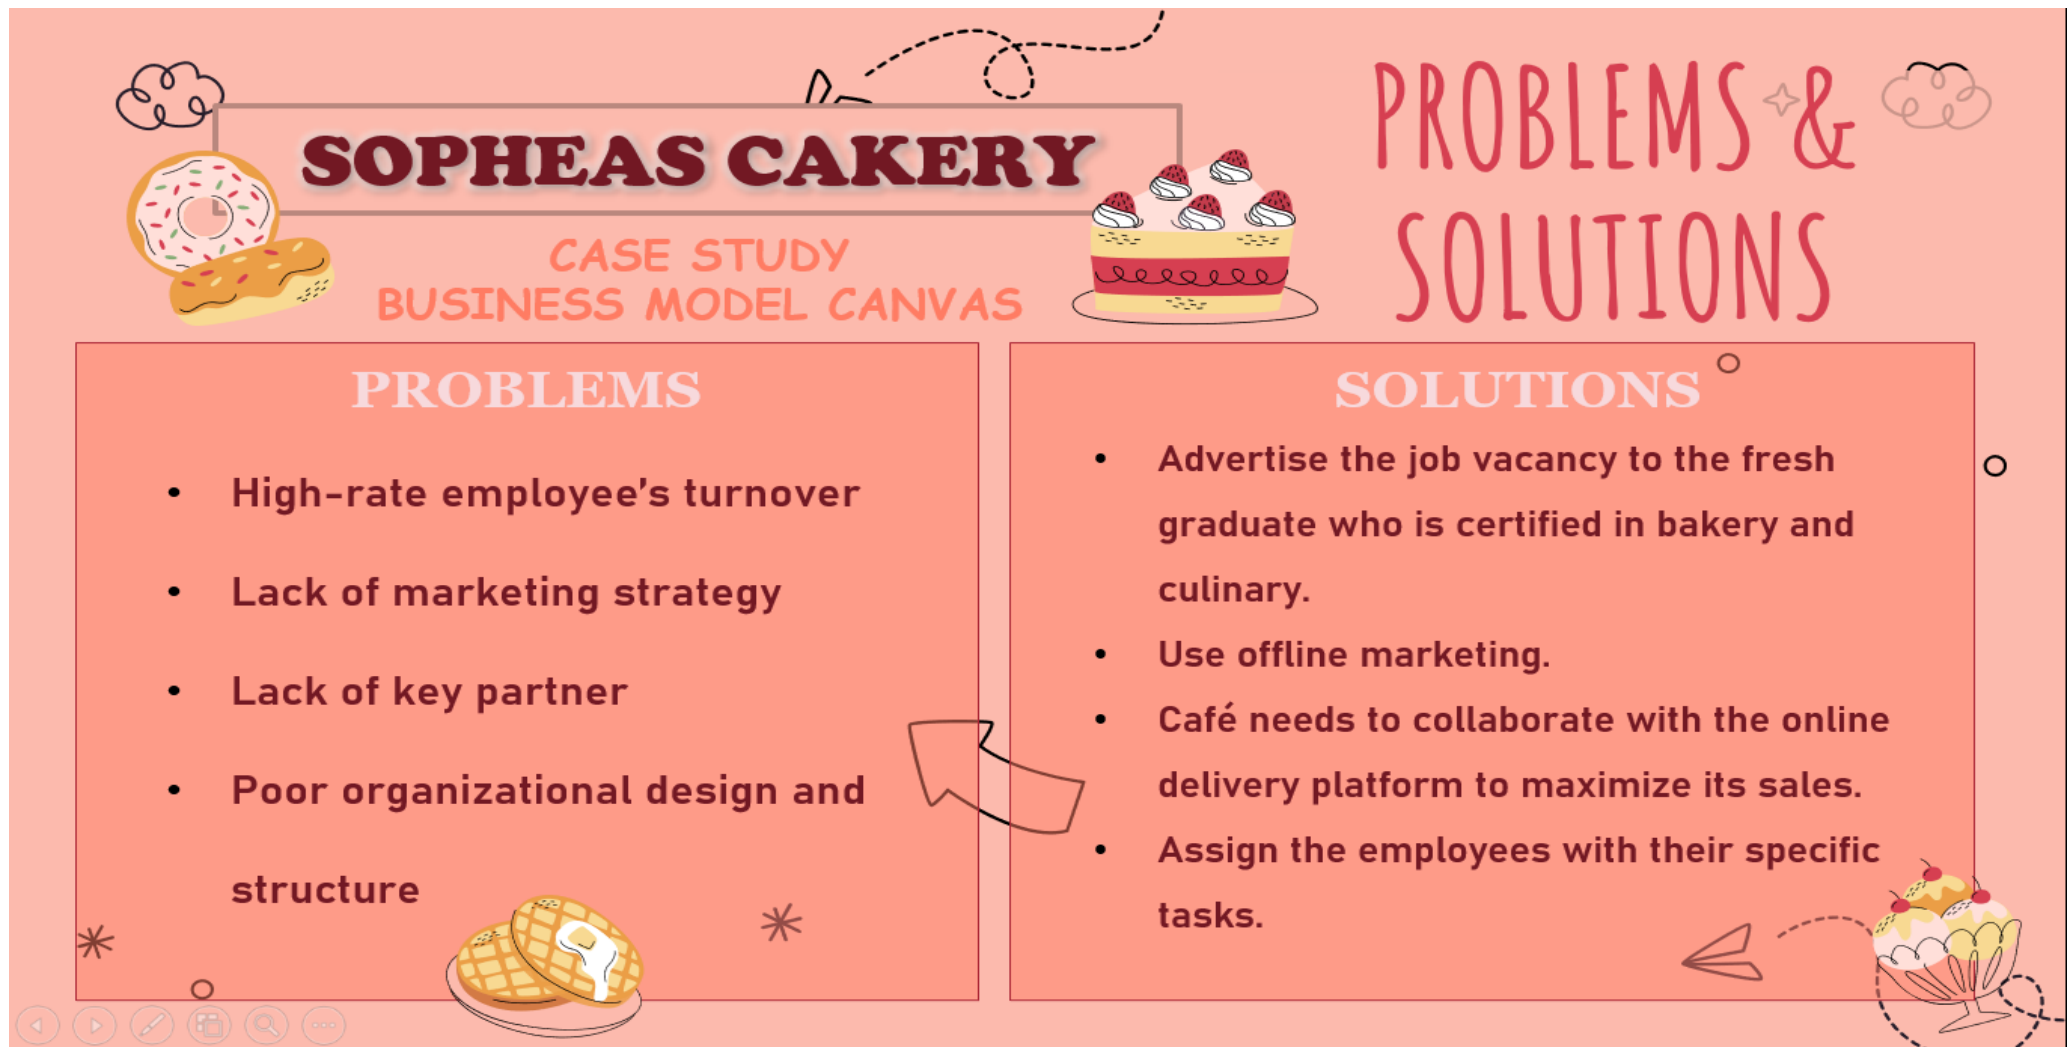 SOPHEAS CAKERY
CASE STUDY
BUSINESS MODEL CANVAS
PROBLEMS &
SOLUTIONS
PROBLEMS
• High-rate employee's turnover
• Lack of marketing strategy
• Lack of key partner
• Poor organizational design and
structure
SOLUTIONS
• Advertise the job vacancy to the fresh
graduate who is certified in bakery and
culinary.
• Use offline marketing.
• Café needs to collaborate with the online
delivery platform to maximize its sales.
• Assign the employees with their specific
tasks.